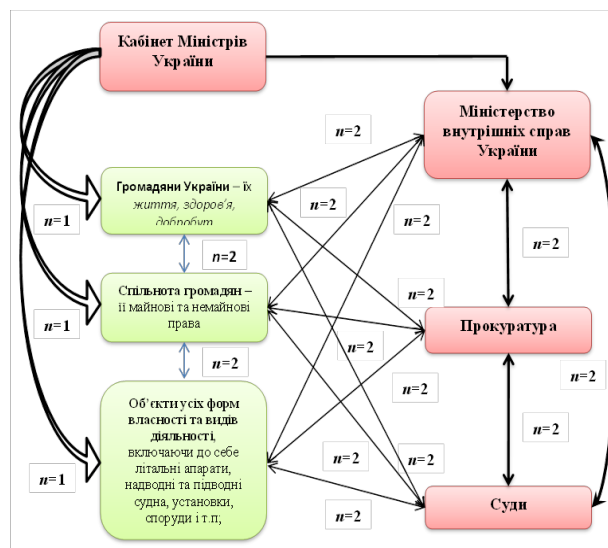 Кабінет Міністрів
України
Міністерство
внутрішніх справ
України
n=2
Громадяни України – їх
життя, здоров'я,
добробут
n=1
n=2
n=2
n=2
n=2
Спільнота громадян –
її майнові та немайнові
права
n=2
n=1
Прокуратура
n=2
n=2
n=2
n=2
Об'єкти усіх форм
власності та видів
діяльності,
включаючи до себе
літальні апарати,
надводні та підводні
судна, установки,
споруди і т.п;
n=2
n=2
n=2
n=1
n=2
Суди
n=2